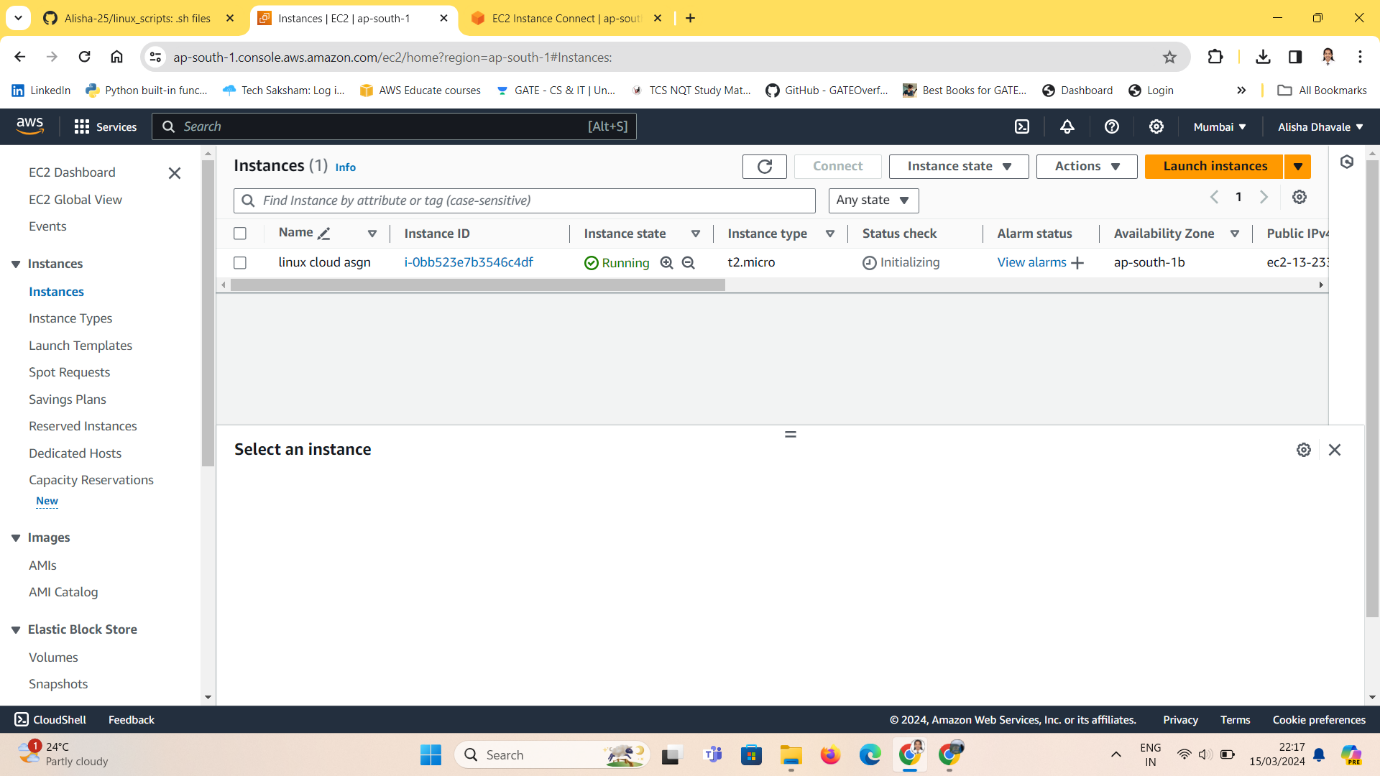 Alisha-25/linux_scripts: .sh files
Instances | EC2 | ap-south-1
EC2 Instance Connect | ap-sout
ap-south-1.console.aws.amazon.com/ec2/home?region=ap-south-1#Instances:
LinkedIn Python built-in func... Tech Saksham: Log i... AWS Educate courses GATE - CS & IT | Un... TCS NQT Study Mat... GitHub - GATEOverf... Best Books for GATE... Dashboard Login » All Bookmarks
aws Services Search [Alt+S] Mumbai Alisha Dhavale
EC2 Dashboard
EC2 Global View
Events
Instances
Instances
Instance Types
Launch Templates
Spot Requests
Savings Plans
Reserved Instances
Dedicated Hosts
Capacity Reservations
New
Images
AMIs
AMI Catalog
Elastic Block Store
Volumes
Snapshots
Instances (1) Info
Connect Instance state Actions Launch instances
Find Instance by attribute or tag (case-sensitive) Any state 1
Name Instance ID Instance state Instance type Status check Alarm status Availability Zone Public IPv4
linux cloud asgn i-0bb523e7b3546c4df Running t2.micro Initializing View alarms + ap-south-1b ec2-13-233
Select an instance
CloudShell Feedback © 2024, Amazon Web Services, Inc. or its affiliates. Privacy Terms Cookie preferences
1
24°C
Partly cloudy
Search
PRE
ENG
IN
22:17
15/03/2024